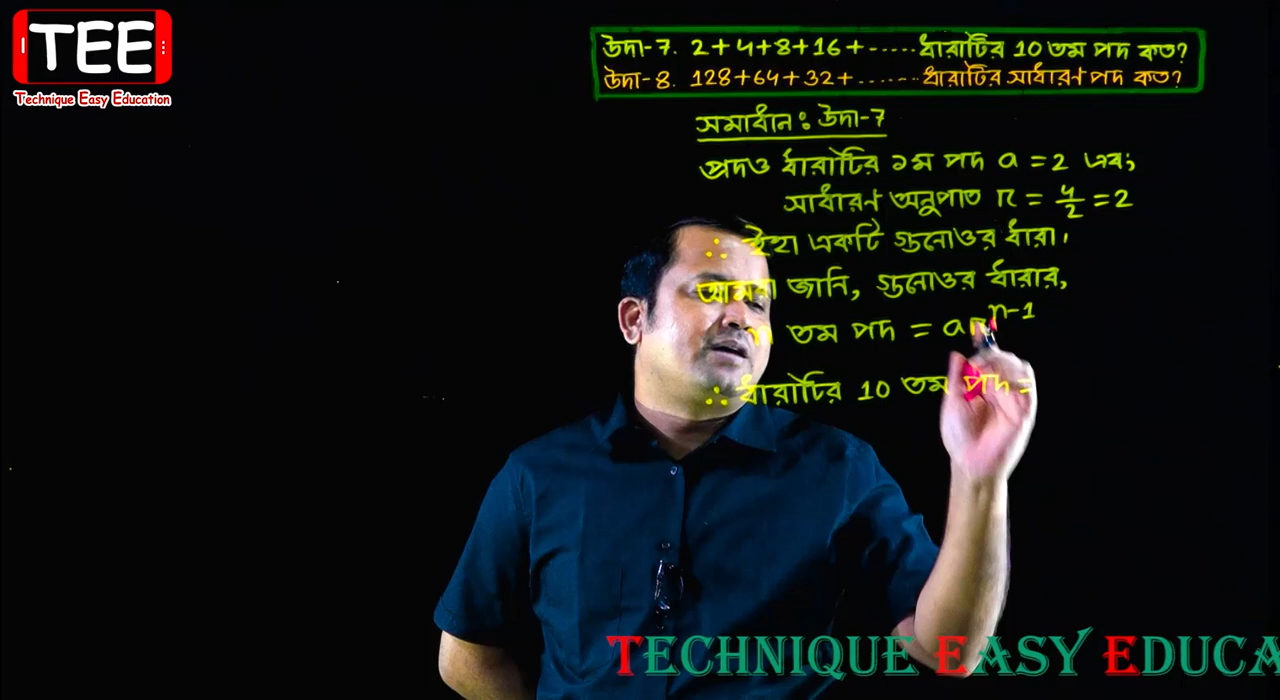 TEE
Technique Easy Education
উদা-7. 2+4+8+16+...... ধারাটির 10 তম পদ কত?
উদা-8. 128+64+32+....... ধারাটির সাধারণ পদ কত?
সমাধান: উদা-7
প্রদত্ত ধারাটির ১ম পদ a = 2 এবং
সাধারণ অনুপাত r = 4/2 = 2
∴ ইহা একটি গুনোত্তর ধারা।
আমরা জানি, গুনোত্তর ধারার,
n তম পদ = ar^n-1
∴ ধারাটির 10 তম পদ =
TECHNIQUE EASY EDUCA